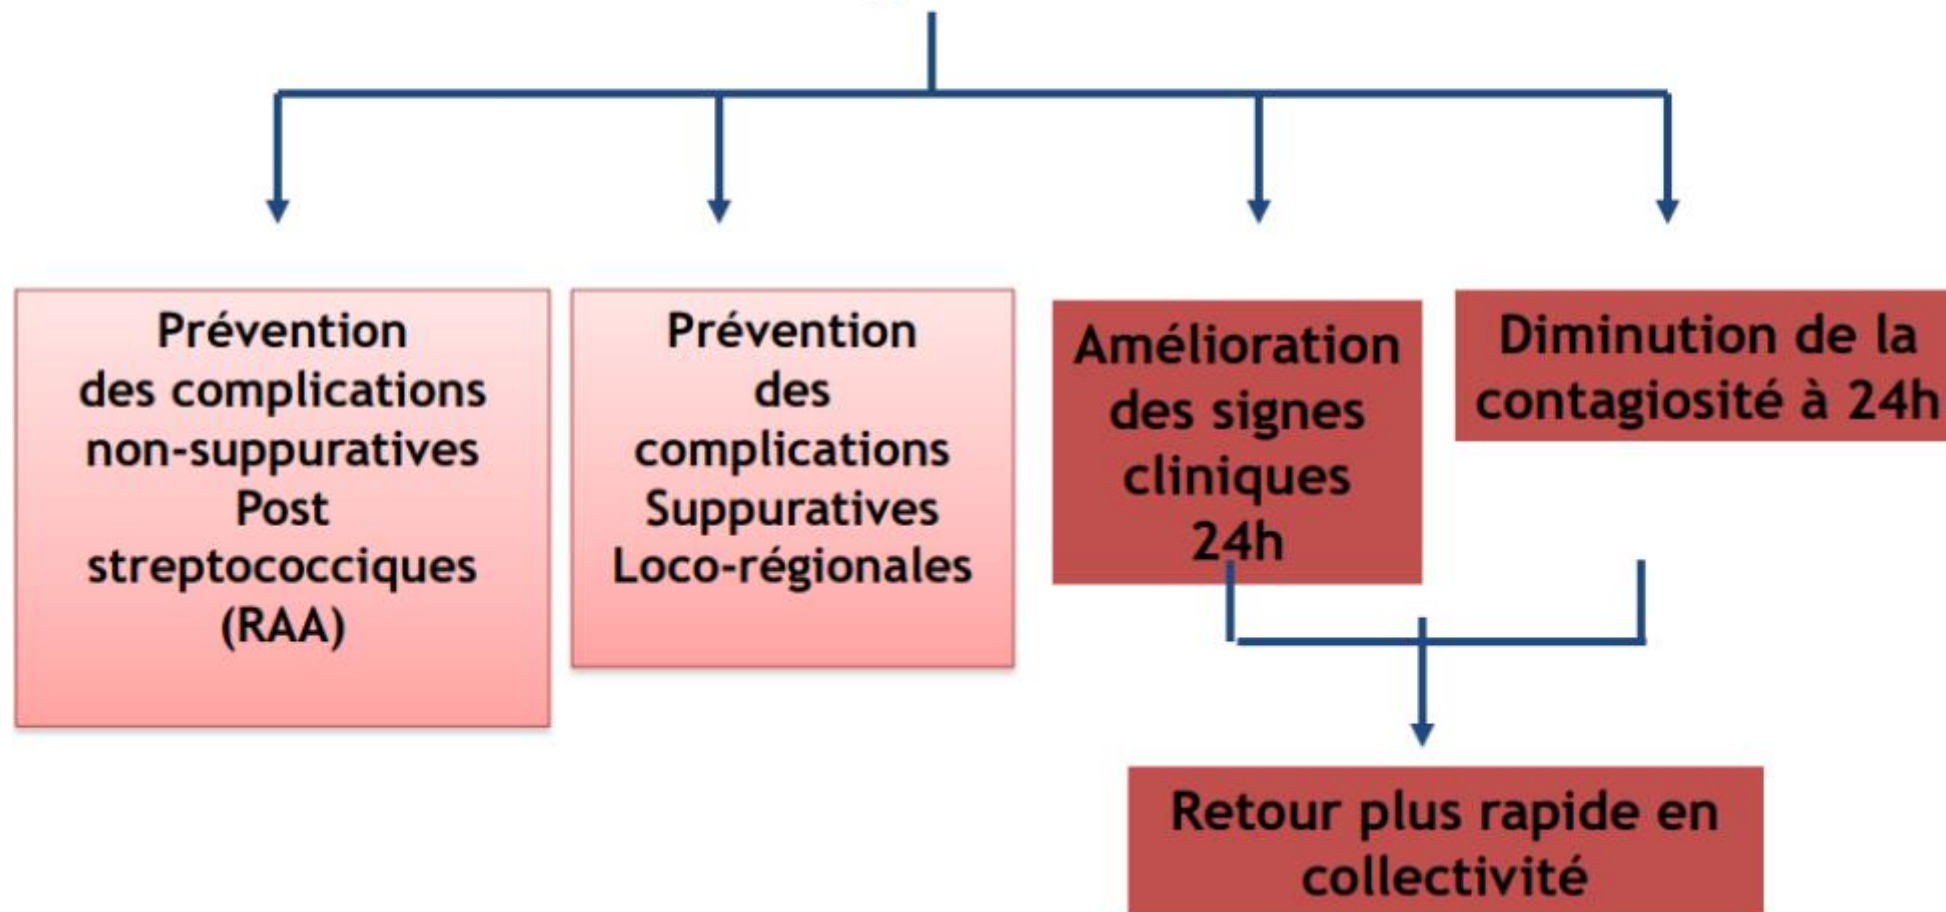 Prévention
des complications
non-suppuratives
Post
streptococciques
(RAA)
Prévention
des
complications
Suppuratives
Loco-régionales
Amélioration
des signes
cliniques
24h
Diminution de la
contagiosité à 24h
Retour plus rapide en
collectivité